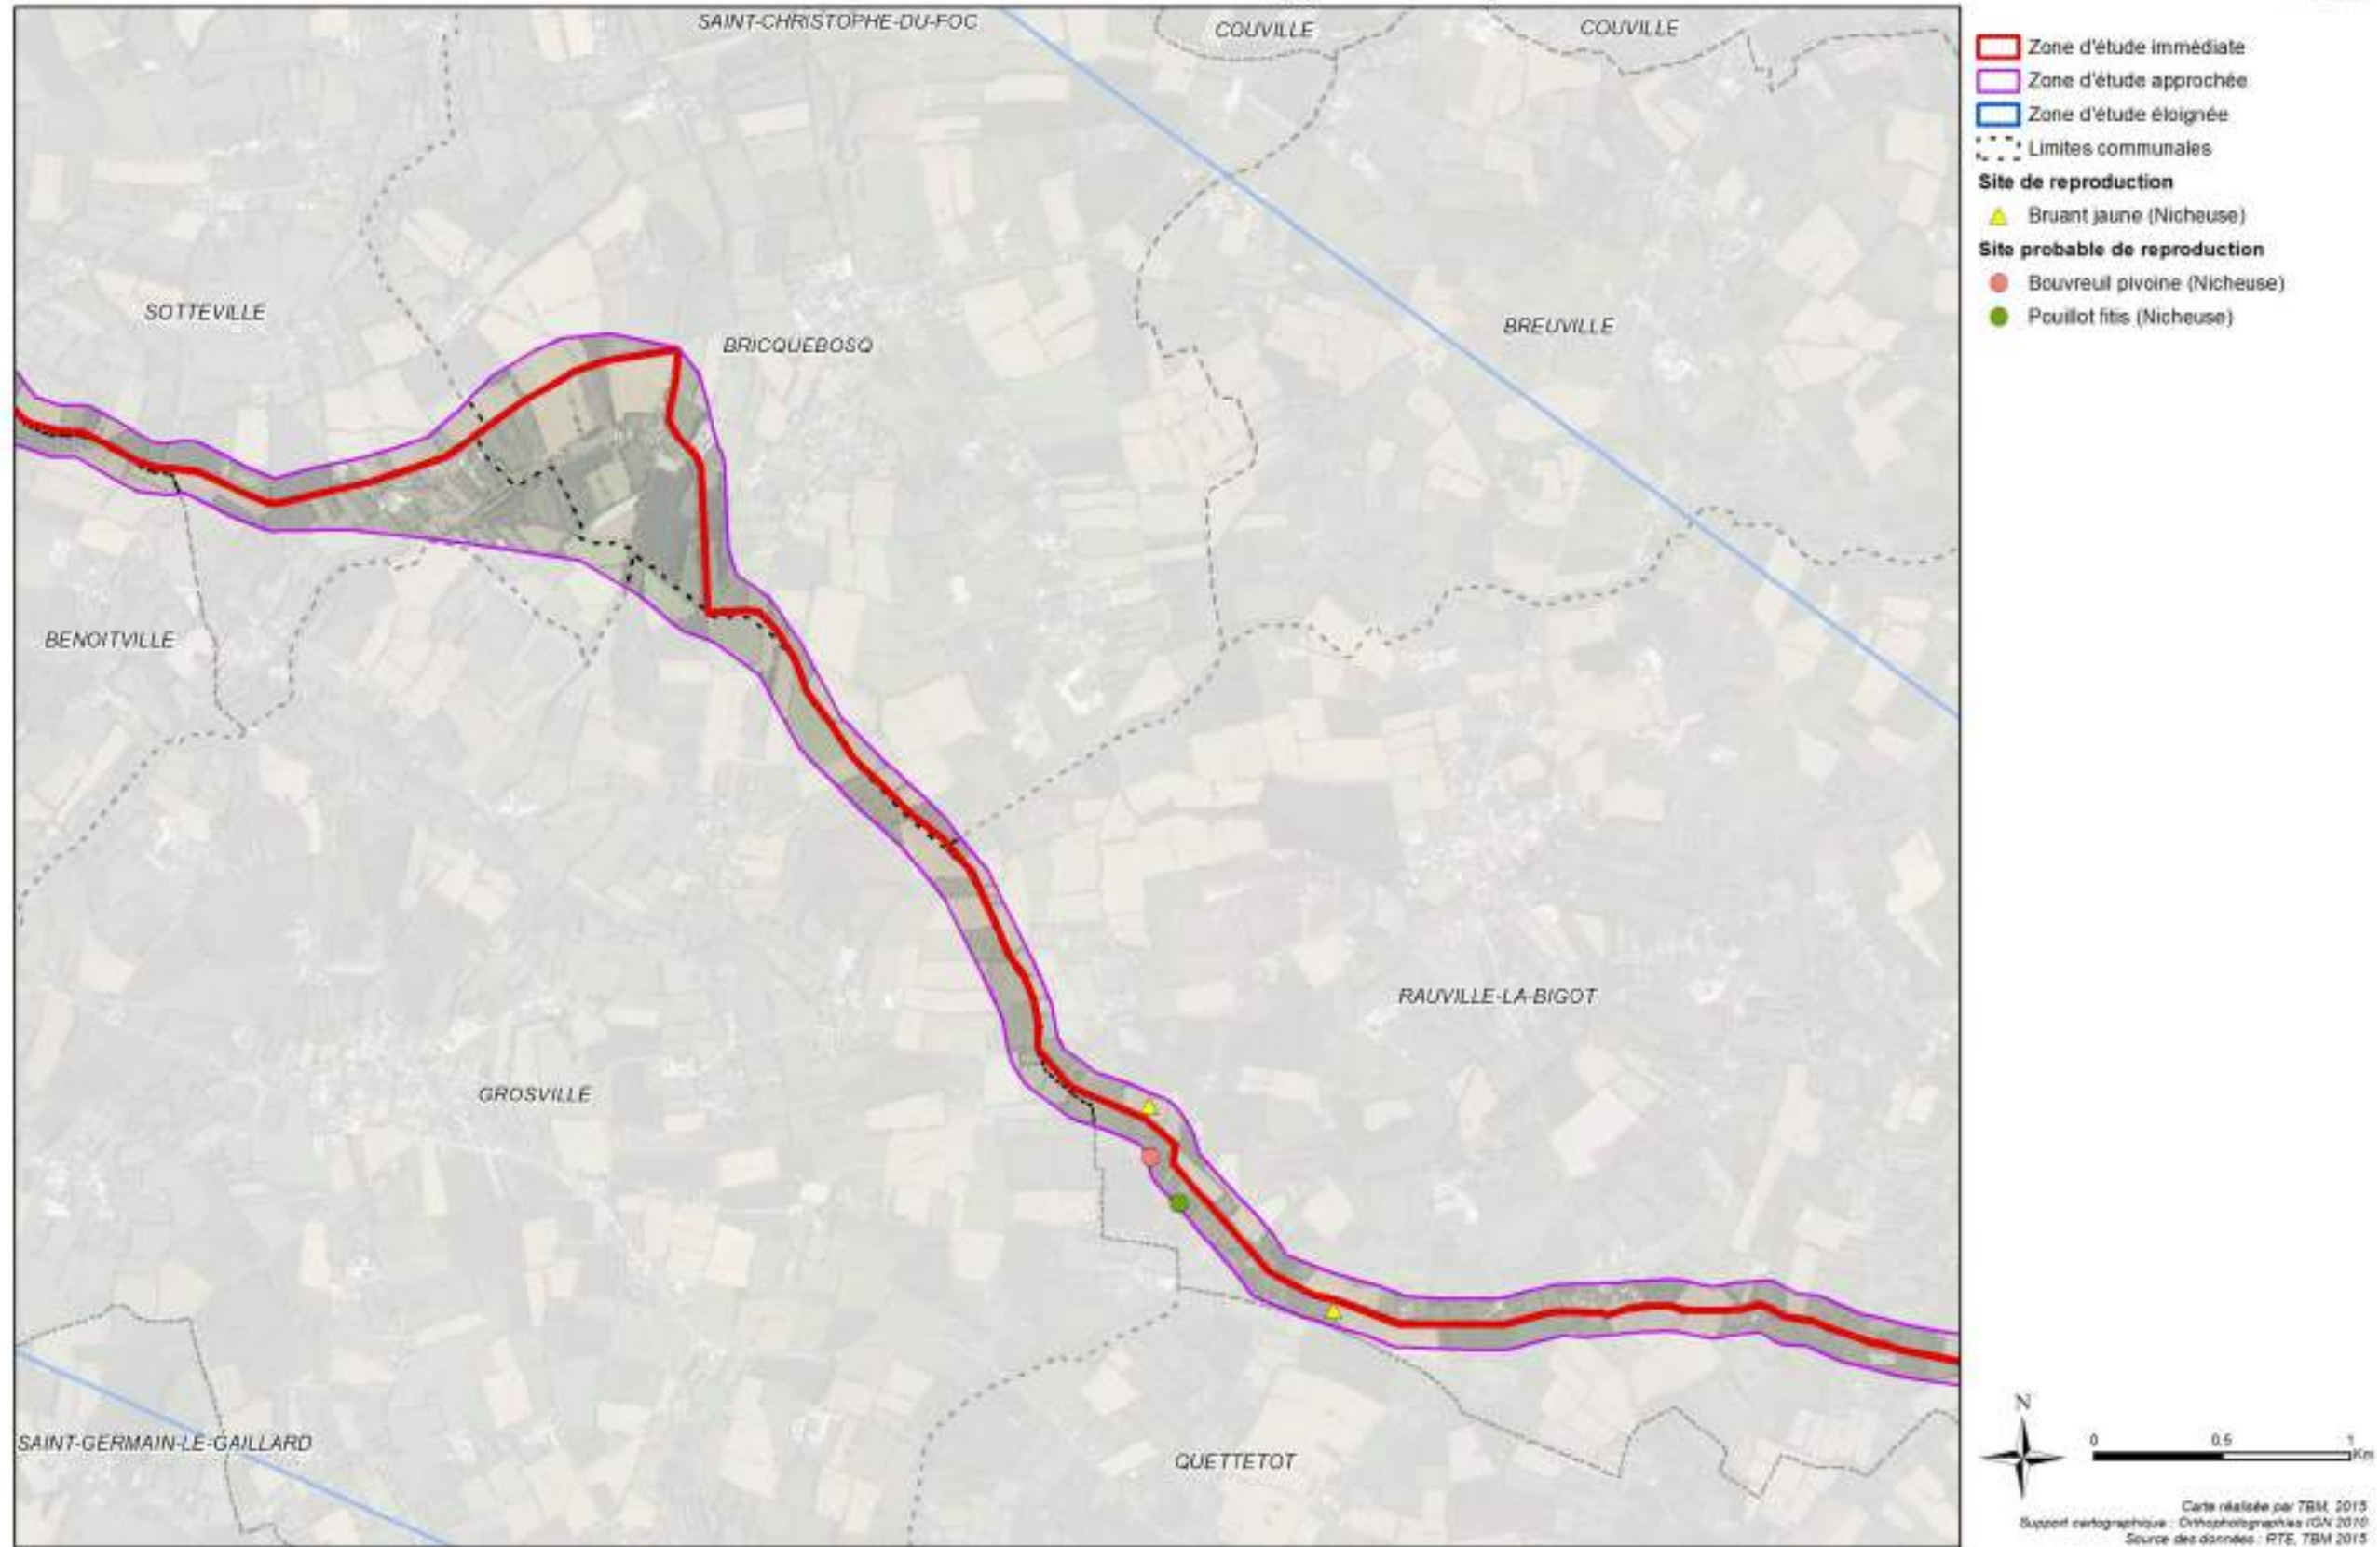 SAINT-CHRISTOPHE-DU-FOC
COUVILLE
COUVILLE
SOTTEVILLE
BRICQUEBOSQ
BREUVILLE
BENOITVILLE
RAUVILLE-LA-BIGOT
GROSVILLE
SAINT-GERMAIN-LE-GAILLARD
QUETTETOT
Zone d'étude immédiate
Zone d'étude approchée
Zone d'étude éloignée
Limites communales
Site de reproduction
Bruant jaune (Nicheuse)
Site probable de reproduction
Bouvreuil pivoine (Nicheuse)
Pouillot fitis (Nicheuse)
N
0 0.5 1
Km
Carte réalisée par TBM, 2015
Support cartographique : Orthophotographies IGN 2010
Source des données : RTE, TBM 2015